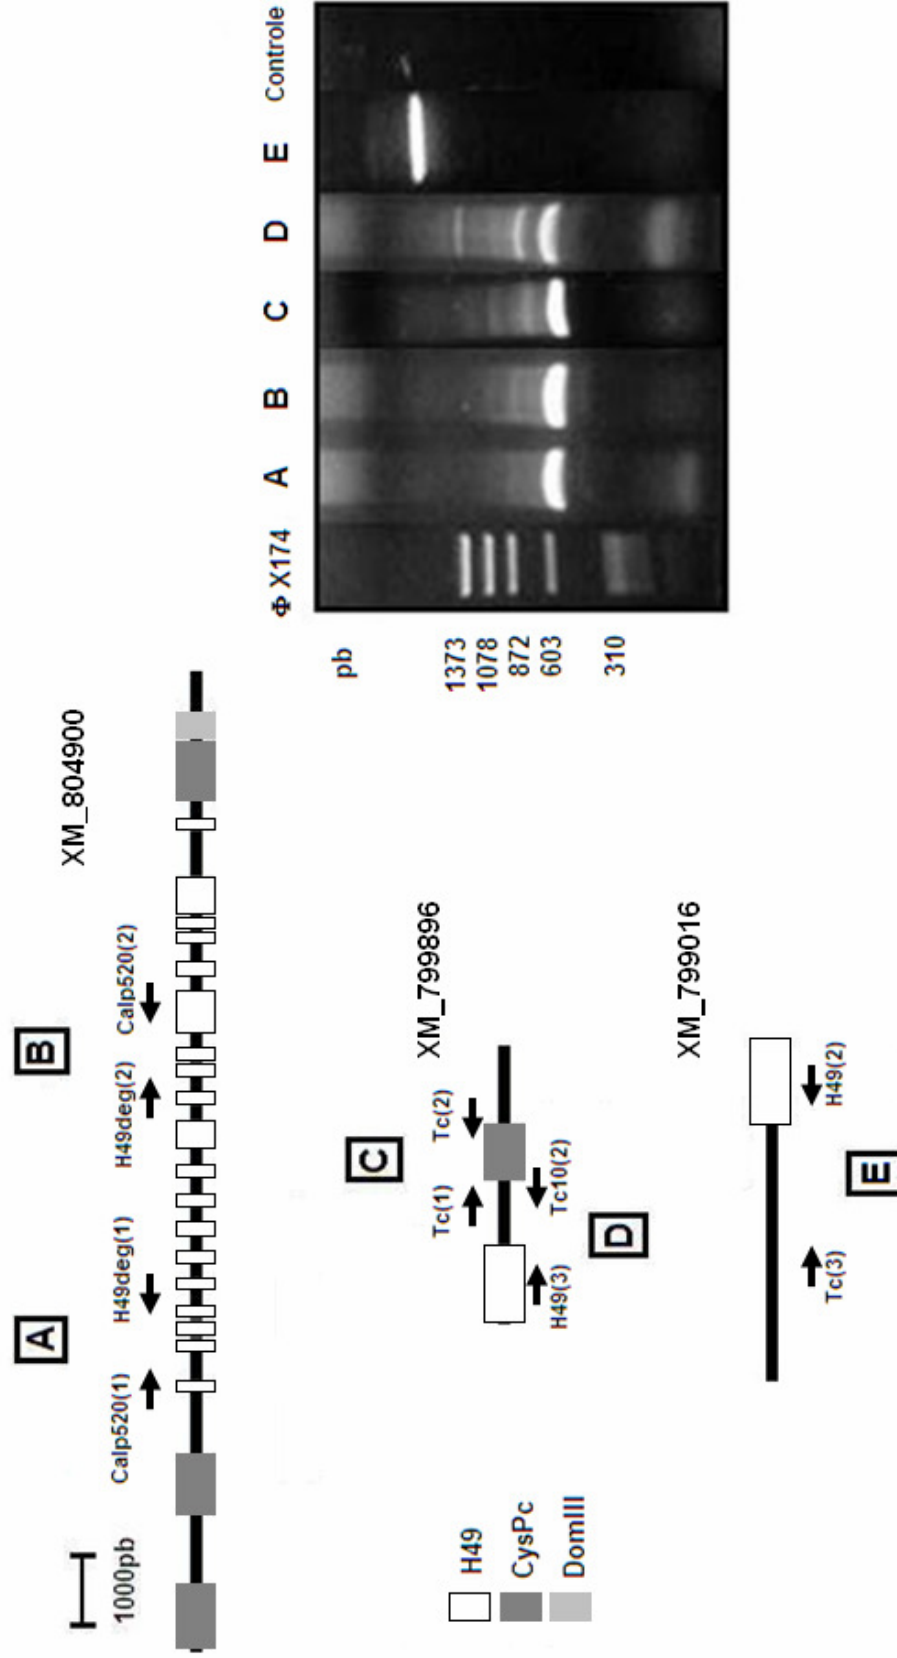 A
B
Calp520(1)
H49deg(1)
H49deg(2)
Calp520(2)
XM_804900
1000pb
C
Tc(1)
Tc(2)
XM_799896
H49(3)
Tc10(2)
D
XM_799016
Tc(3)
H49(2)
E
H49
CysPc
DomIII
Φ X174
A
B
C
D
E
Controle
pb
1373
1078
872
603
310